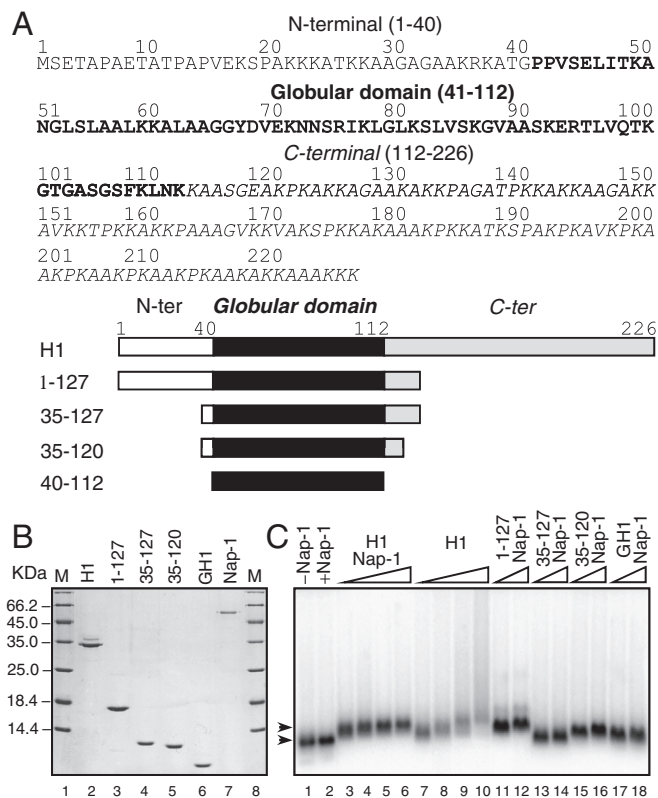 A
N-terminal (1-40)
1 10 20 30 40 50
MSETAPAETATPAPVEKSPAKKKATKKAAGAGAAKRKATGPPVSELITKA
Globular domain (41-112)
51 60 70 80 90 100
NGLSLAALKKALAAGGYDVEKNNSRIKLGLKSLVSKGVAASKERTLVQTK
C-terminal (112-226)
101 110 120 130 140 150
GTGASGSFKLNKKAASGEAKPKAKKAGAAKAKKPAGATPKKAKKAAGAKK
151 160 170 180 190 200
AVKKTPKKAKKPAAAGVKKVAKSPKKAKAAAKPKKATKSPAKPKAVKPKA
201 210 220
AKPKAAKPKAAKPKAAKAKKAAAKKK
N-ter Globular domain C-ter
1 40 112 226
H1
1-127
35-127
35-120
40-112
B
KDa M H1 1-127 35-127 35-120 GH1 Nap-1 M
66.2
45.0
35.0
25.0
18.4
14.4
1 2 3 4 5 6 7 8
C
–Nap-1 +Nap-1 H1 Nap-1 H1 1-127 Nap-1 35-127 Nap-1 35-120 Nap-1 GH1 Nap-1
1 2 3 4 5 6 7 8 9 10 11 12 13 14 15 16 17 18